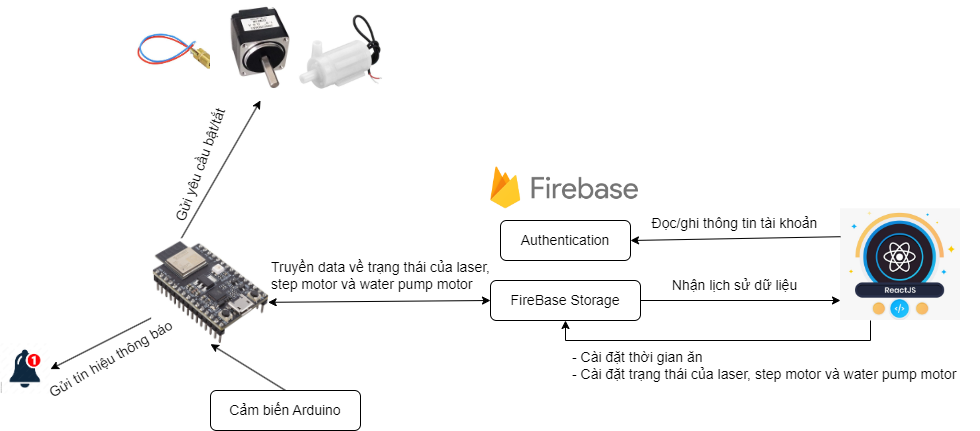 Gửi yêu cầu bật/tắt
Firebase
Authentication
Đọc/ghi thông tin tài khoản
Truyền data về trạng thái của laser,
step motor và water pump motor
FireBase Storage
Nhận lịch sử dữ liệu
ReactJS
</>
1
Gửi tín hiệu thông báo
- Cài đặt thời gian ăn
- Cài đặt trạng thái của laser, step motor và water pump motor
Cảm biến Arduino